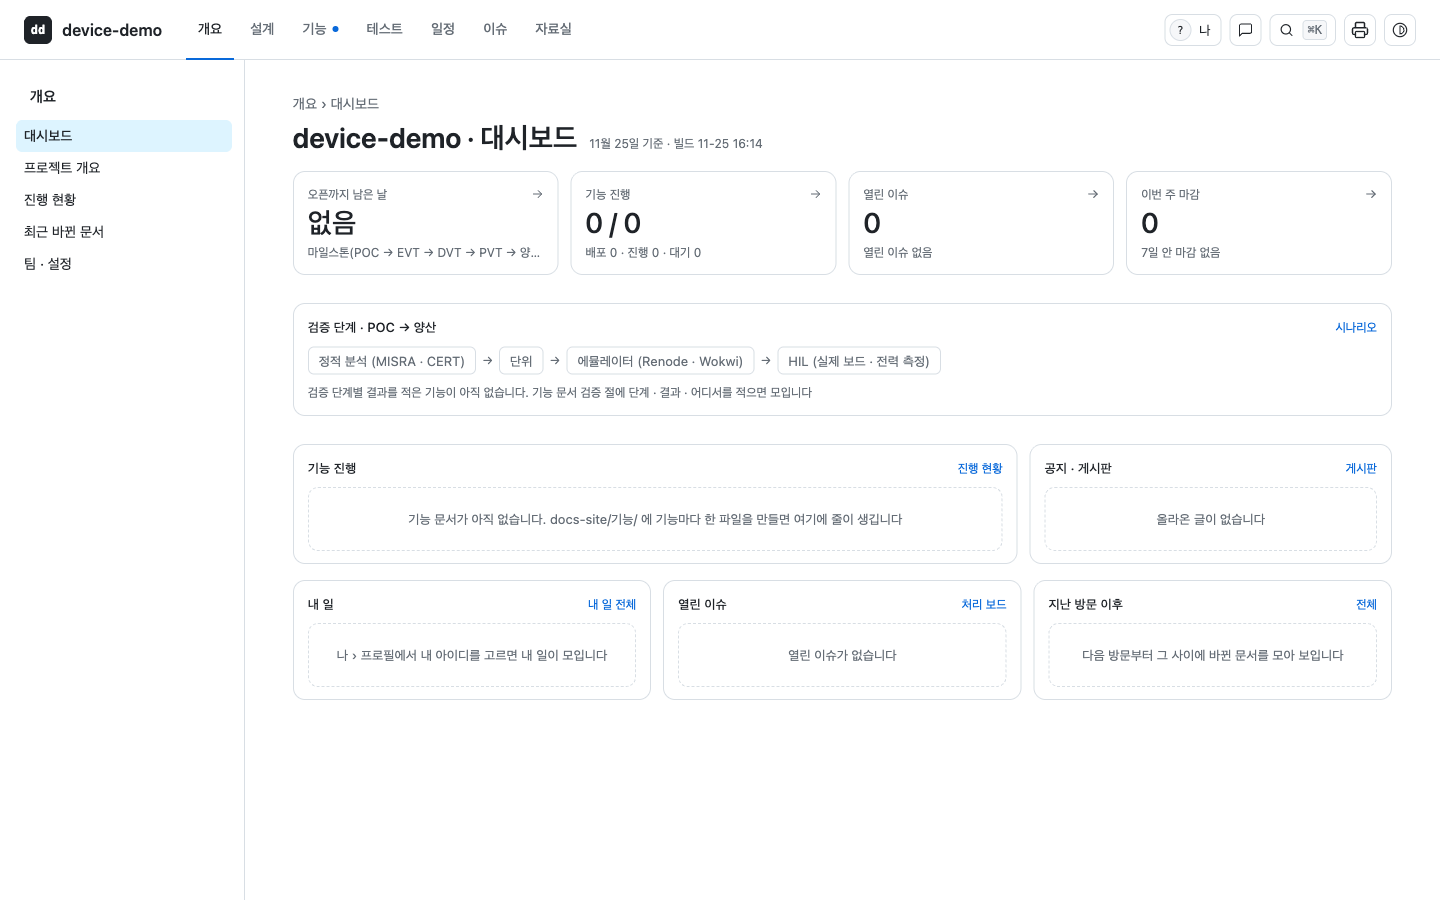 dd device-demo 개요 설계 기능 테스트 일정 이슈 자료실 ? 나 ⌘K
개요
대시보드
프로젝트 개요
진행 현황
최근 바뀐 문서
팀 · 설정
개요 › 대시보드
device-demo · 대시보드 11월 25일 기준 · 빌드 11-25 16:14
오픈까지 남은 날 →
없음
마일스톤(POC → EVT → DVT → PVT → 양...
기능 진행 →
0 / 0
배포 0 · 진행 0 · 대기 0
열린 이슈 →
0
열린 이슈 없음
이번 주 마감 →
0
7일 안 마감 없음
검증 단계 · POC → 양산 시나리오
정적 분석 (MISRA · CERT) → 단위 → 에뮬레이터 (Renode · Wokwi) → HIL (실제 보드 · 전력 측정)
검증 단계별 결과를 적은 기능이 아직 없습니다. 기능 문서 검증 절에 단계 · 결과 · 어디서를 적으면 모입니다
기능 진행 진행 현황
기능 문서가 아직 없습니다. docs-site/기능/ 에 기능마다 한 파일을 만들면 여기에 줄이 생깁니다
공지 · 게시판 게시판
올라온 글이 없습니다
내 일 내 일 전체
나 › 프로필에서 내 아이디를 고르면 내 일이 모입니다
열린 이슈 처리 보드
열린 이슈가 없습니다
지난 방문 이후 전체
다음 방문부터 그 사이에 바뀐 문서를 모아 보입니다